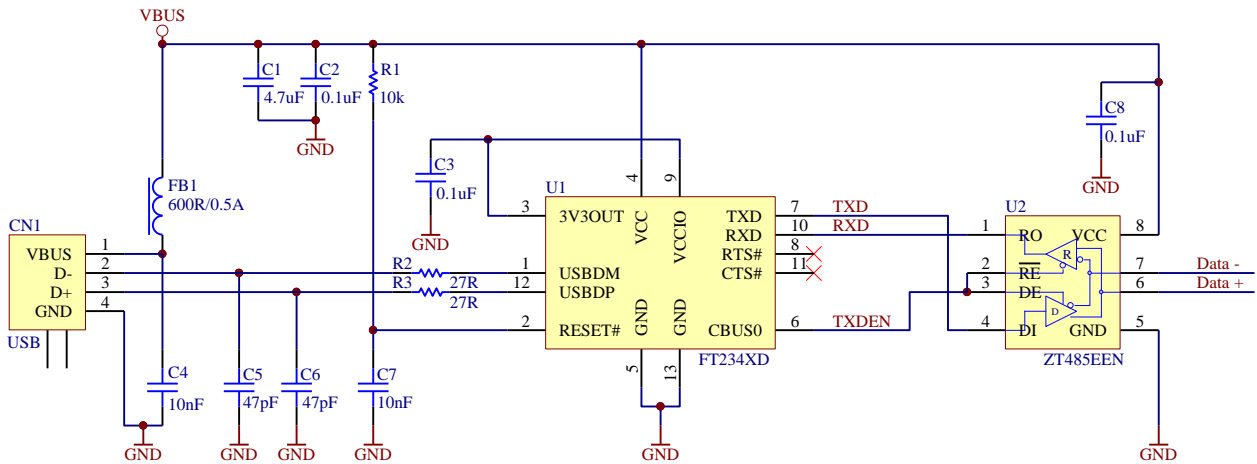 VBUS
C1
4.7uF
C2
0.1uF
R1
10k
GND
C8
0.1uF
GND
C3
0.1uF
GND
FB1
600R/0.5A
CN1
VBUS
D-
D+
GND
USB
1
2
3
4
R2
27R
R3
27R
U1
4
9
3
1
12
2
3V3OUT
USBDM
USBDP
RESET#
VCC
VCCIO
GND
GND
TXD
RXD
RTS#
CTS#
CBUS0
7
10
8
11
6
5
13
FT234XD
GND
TXD
RXD
TXDEN
U2
1
2
3
4
RO
RE
DE
DI
VCC
GND
R
D
8
7
6
5
ZT485EEN
Data -
Data +
GND
C4
10nF
GND
C5
47pF
GND
C6
47pF
GND
C7
10nF
GND